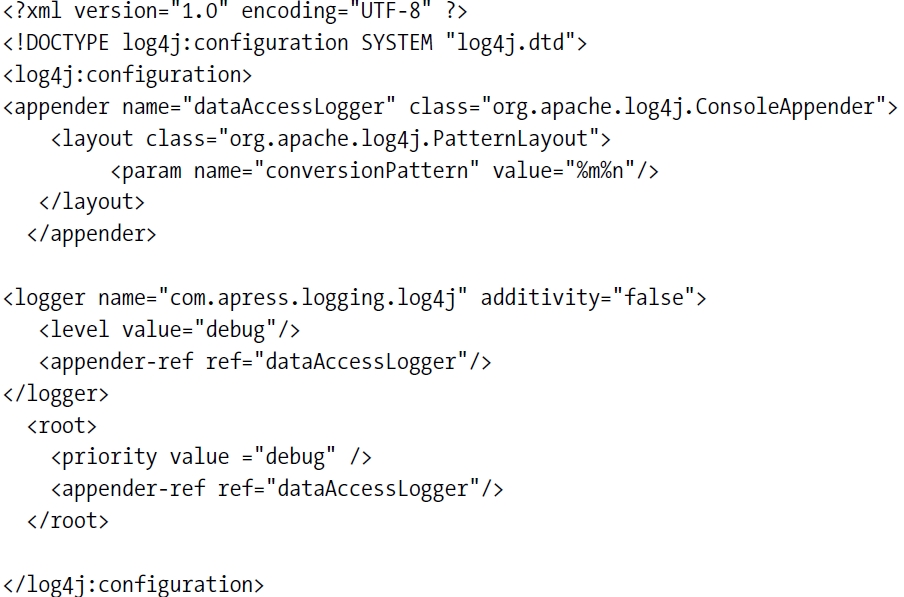 <?xml version="1.0" encoding="UTF-8" ?>
<!DOCTYPE log4j:configuration SYSTEM "log4j.dtd">
<log4j:configuration>
<appender name="dataAccessLogger" class="org.apache.log4j.ConsoleAppender">
    <layout class="org.apache.log4j.PatternLayout">
         <param name="conversionPattern" value="%m%n"/>
   </layout>
  </appender>

<logger name="com.apress.logging.log4j" additivity="false">
   <level value="debug"/>
   <appender-ref ref="dataAccessLogger"/>
</logger>
  <root>
    <priority value ="debug" />
    <appender-ref ref="dataAccessLogger"/>
  </root>

</log4j:configuration>